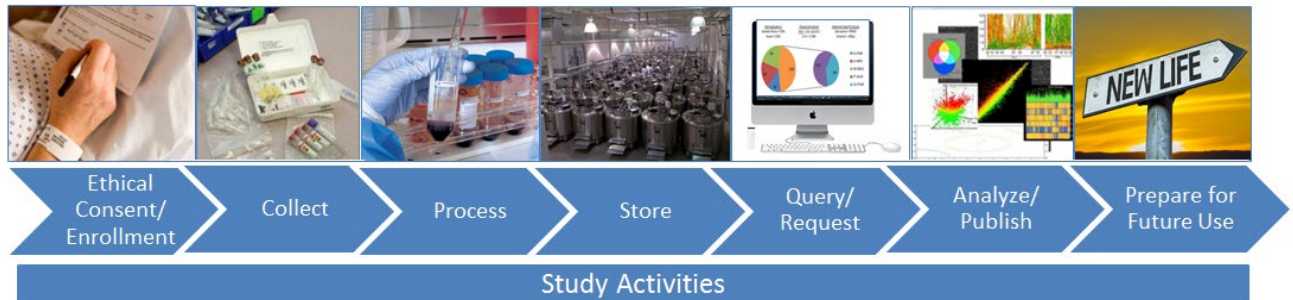 NEW LIFE
Ethical
Consent/
Enrollment
Collect
Process
Store
Query/
Request
Analyze/
Publish
Prepare for
Future Use
Study Activities